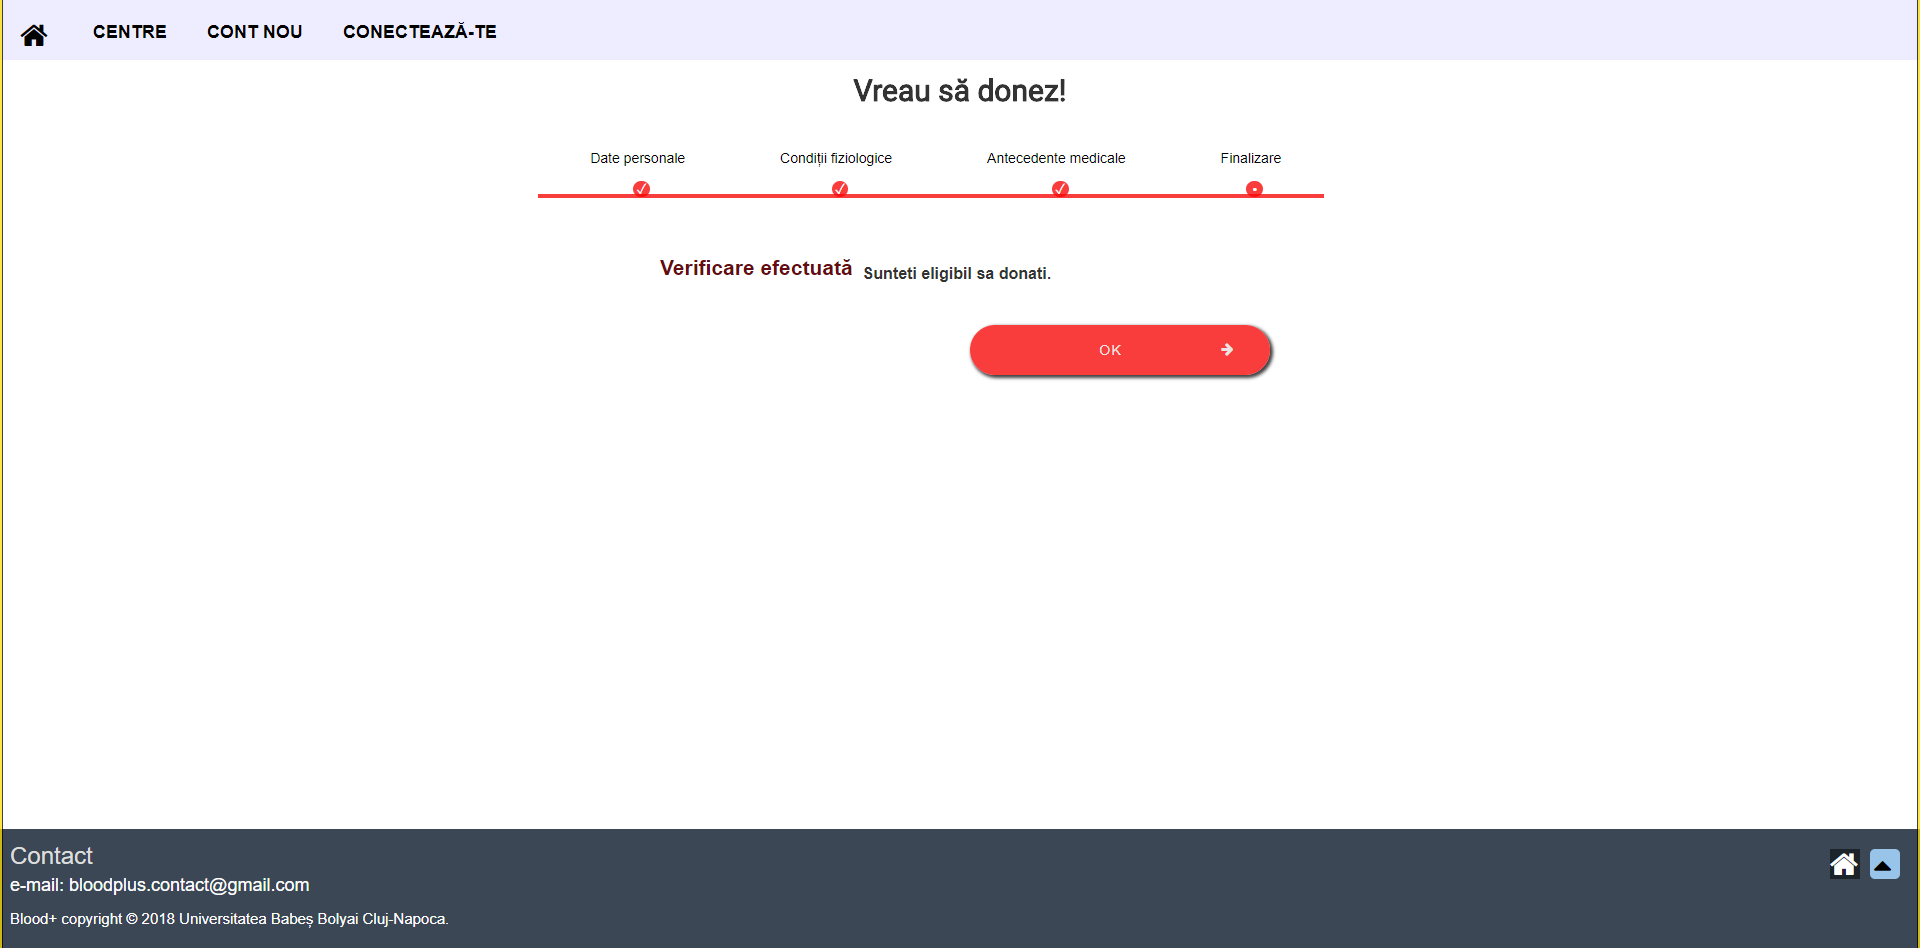 CENTRE CONT NOU CONECTEAZĂ-TE
Vreau să donez!
Date personale Condiții fiziologice Antecedente medicale Finalizare
Verificare efectuată Sunteti eligibil sa donati.
OK
Contact
e-mail: bloodplus.contact@gmail.com
Blood+ copyright © 2018 Universitatea Babeș Bolyai Cluj-Napoca.